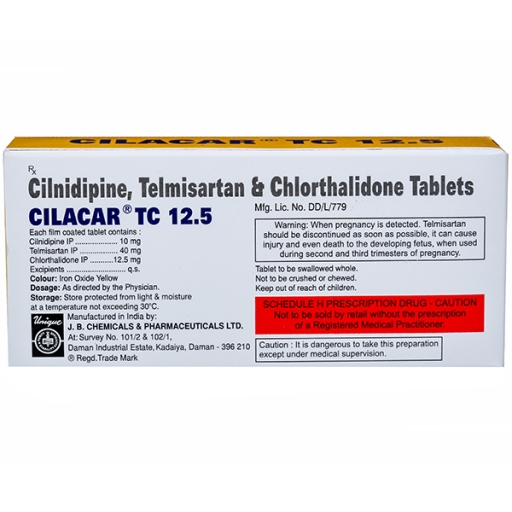 CILACAR® TC 12.5
Rx
Cilnidipine, Telmisartan & Chlorthalidone Tablets
CILACAR® TC 12.5
Each film coated tablet contains :
Cilnidipine IP ..................... 10 mg
Telmisartan IP .................... 40 mg
Chlorthalidone IP ..........12.5 mg
Excipients ........................... q.s.
Colour: Iron Oxide Yellow
Dosage: As directed by the Physician.
Storage: Store protected from light & moisture
at a temperature not exceeding 30°C.
Unique
Manufactured in India by:
J. B. CHEMICALS & PHARMACEUTICALS LTD.
At: Survey No. 101/2 & 102/1,
Daman Industrial Estate, Kadaiya, Daman - 396 210
® Regd.Trade Mark
Mfg. Lic. No. DD/L/779
Warning: When pregnancy is detected. Telmisartan
should be discontinued as soon as possible, it can cause
injury and even death to the developing fetus, when used
during second and third trimesters of pregnancy.
Tablet to be swallowed whole.
Not to be crushed or chewed.
Keep out of reach of children.
SCHEDULE H PRESCRIPTION DRUG - CAUTION
Not to be sold by retail without the prescription
of a Registered Medical Practitioner.
Caution : It is dangerous to take this preparation
except under medical supervision.